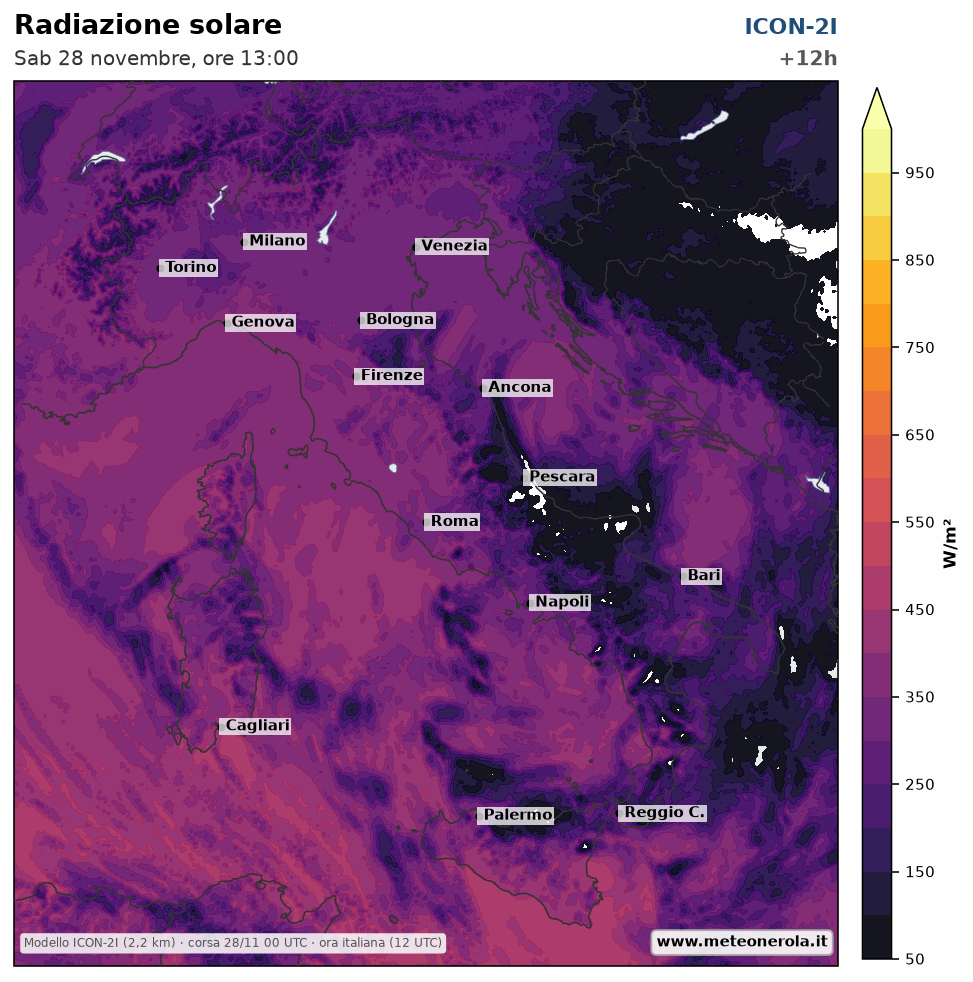 Radiazione solare
ICON-2I
Sab 28 novembre, ore 13:00
+12h
950
850
750
650
550
450
350
250
150
50
W/m²
Milano
Venezia
Torino
Genova
Bologna
Firenze
Ancona
Pescara
Roma
Bari
Napoli
Cagliari
Palermo
Reggio C.
Modello ICON-2I (2,2 km) · corsa 28/11 00 UTC · ora italiana (12 UTC)
www.meteonerola.it